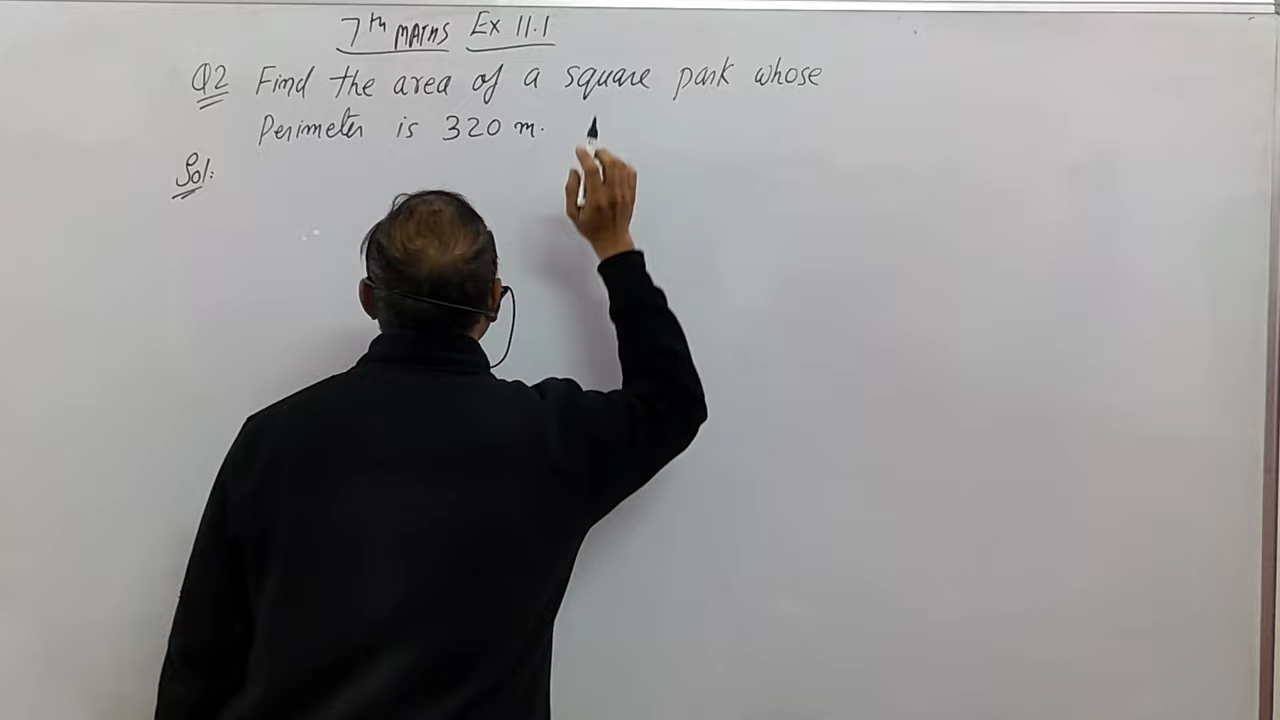 7th MATHS Ex 11.1
Q2 Find the area of a square park whose
Perimeter is 320 m.
Sol: